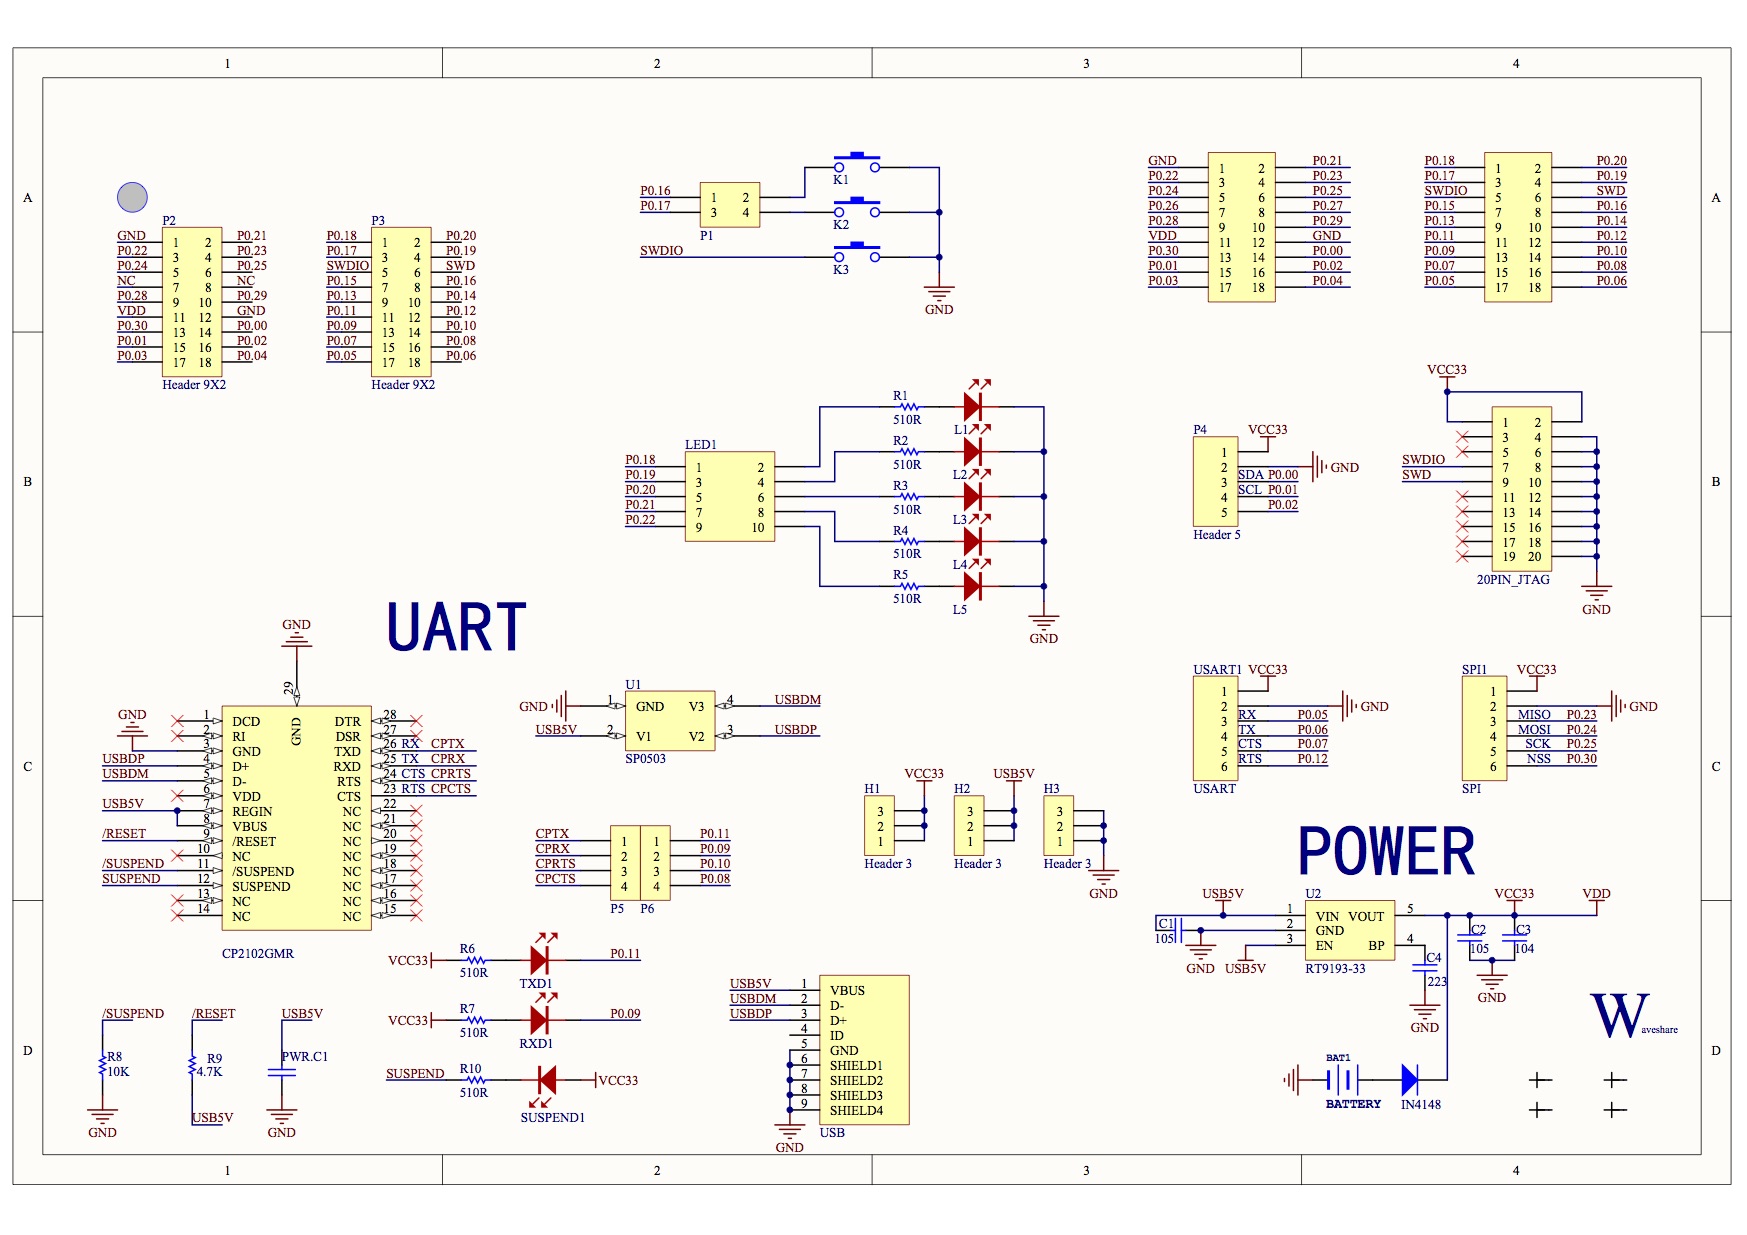 1 2 3 4
A A
P2
GND 1 2 P0.21
P0.22 3 4 P0.23
P0.24 5 6 P0.25
NC 7 8 NC
P0.28 9 10 P0.29
VDD 11 12 GND
P0.30 13 14 P0.00
P0.01 15 16 P0.02
P0.03 17 18 P0.04
Header 9X2
P3
P0.18 1 2 P0.20
P0.17 3 4 P0.19
SWDIO 5 6 SWD
P0.15 7 8 P0.16
P0.13 9 10 P0.14
P0.11 11 12 P0.12
P0.09 13 14 P0.10
P0.07 15 16 P0.08
P0.05 17 18 P0.06
Header 9X2
P0.16 1 2
P0.17 3 4
P1
SWDIO
K1
K2
K3
GND
GND 1 2 P0.21
P0.22 3 4 P0.23
P0.24 5 6 P0.25
P0.26 7 8 P0.27
P0.28 9 10 P0.29
VDD 11 12 GND
P0.30 13 14 P0.00
P0.01 15 16 P0.02
P0.03 17 18 P0.04
P0.18 1 2 P0.20
P0.17 3 4 P0.19
SWDIO 5 6 SWD
P0.15 7 8 P0.16
P0.13 9 10 P0.14
P0.11 11 12 P0.12
P0.09 13 14 P0.10
P0.07 15 16 P0.08
P0.05 17 18 P0.06
B B
LED1
P0.18 1 2
P0.19 3 4
P0.20 5 6
P0.21 7 8
P0.22 9 10
R1
510R
L1
R2
510R
L2
R3
510R
L3
R4
510R
L4
R5
510R
L5
GND
P4 VCC33
1
2 GND
3 SDA P0.00
4 SCL P0.01
5 P0.02
Header 5
VCC33
1 2
3 4
5 6
SWDIO 7 8
SWD 9 10
11 12
13 14
15 16
17 18
19 20
20PIN_JTAG
GND
UART
C C
GND
29
GND
GND
1 DCD DTR 28
2 RI DSR 27
3 GND TXD 26 RX CPTX
USBDP 4 D+ RXD 25 TX CPRX
USBDM 5 D- RTS 24 CTS CPRTS
6 VDD CTS 23 RTS CPCTS
USB5V 7 REGIN NC 22
8 VBUS NC 21
/RESET 9 /RESET NC 20
10 NC NC 19
/SUSPEND 11 /SUSPEND NC 18
SUSPEND 12 SUSPEND NC 17
13 NC NC 16
14 NC NC 15
CP2102GMR
U1
GND 1 GND V3 4 USBDM
USB5V 2 V1 V2 3 USBDP
SP0503
CPTX 1 1 P0.11
CPRX 2 2 P0.09
CPRTS 3 3 P0.10
CPCTS 4 4 P0.08
P5 P6
H1 VCC33
3
2
1
Header 3
H2 USB5V
3
2
1
Header 3
H3
3
2
1
Header 3
GND
USART1 VCC33
1
2 GND
3 RX P0.05
4 TX P0.06
5 CTS P0.07
6 RTS P0.12
USART
SPI1 VCC33
1
2 GND
3 MISO P0.23
4 MOSI P0.24
5 SCK P0.25
6 NSS P0.30
SPI
POWER
USB5V U2 VCC33 VDD
1 VIN VOUT 5
2 GND
3 EN BP 4
RT9193-33
C1
105
GND USB5V
C2
105
C3
104
GND
C4
223
GND
BAT1
BATTERY
IN4148
Waveshare
D D
VCC33 R6 P0.11
510R TXD1
VCC33 R7 P0.09
510R RXD1
SUSPEND R10 VCC33
510R SUSPEND1
/SUSPEND
R8
10K
GND
/RESET
R9
4.7K
USB5V
USB5V
PWR.C1
GND
USB5V 1 VBUS
USBDM 2 D-
USBDP 3 D+
4 ID
5 GND
6 SHIELD1
7 SHIELD2
8 SHIELD3
9 SHIELD4
GND USB
1 2 3 4